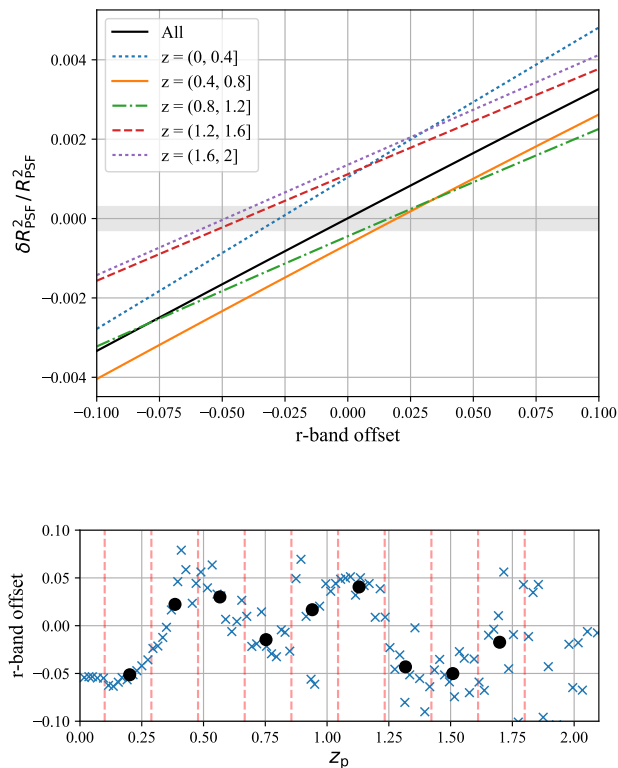 All
z = (0, 0.4]
z = (0.4, 0.8]
z = (0.8, 1.2]
z = (1.2, 1.6]
z = (1.6, 2]
0.004
0.002
0.000
−0.002
−0.004
δR²PSF / R²PSF
−0.100 −0.075 −0.050 −0.025 0.000 0.025 0.050 0.075 0.100
r-band offset
0.10
0.05
0.00
−0.05
−0.10
r-band offset
0.00 0.25 0.50 0.75 1.00 1.25 1.50 1.75 2.00
zp